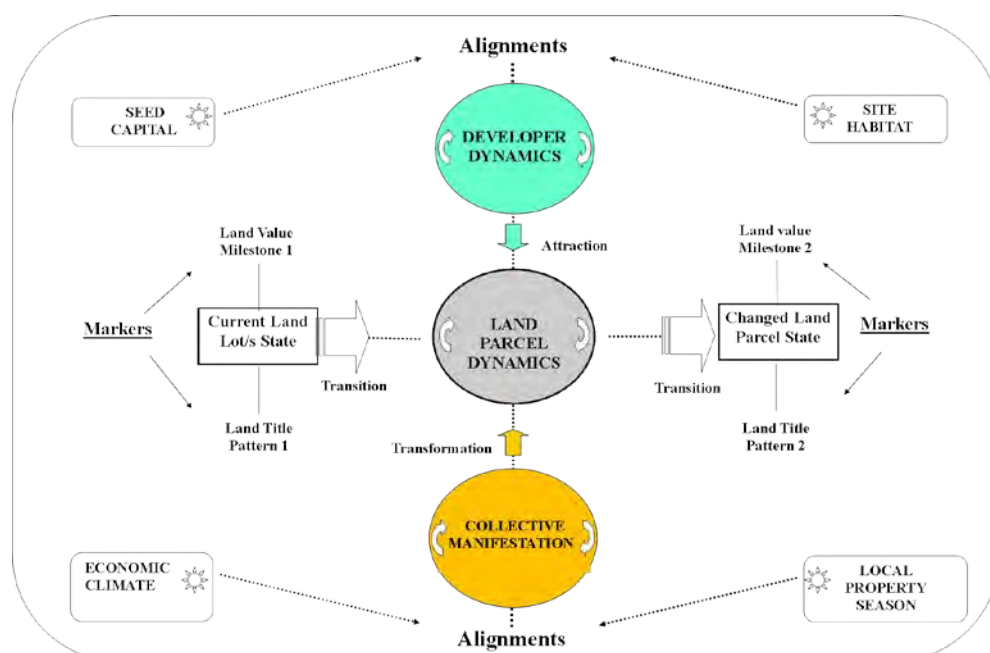 Alignments
SEED
CAPITAL
SITE
HABITAT
DEVELOPER
DYNAMICS
Land Value
Milestone 1
Attraction
Land value
Milestone 2
Markers
Current Land
Lot/s State
Transition
LAND
PARCEL
DYNAMICS
Changed Land
Parcel State
Transition
Markers
Land Title
Pattern 1
Transformation
Land Title
Pattern 2
COLLECTIVE
MANIFESTATION
ECONOMIC
CLIMATE
LOCAL
PROPERTY
SEASON
Alignments